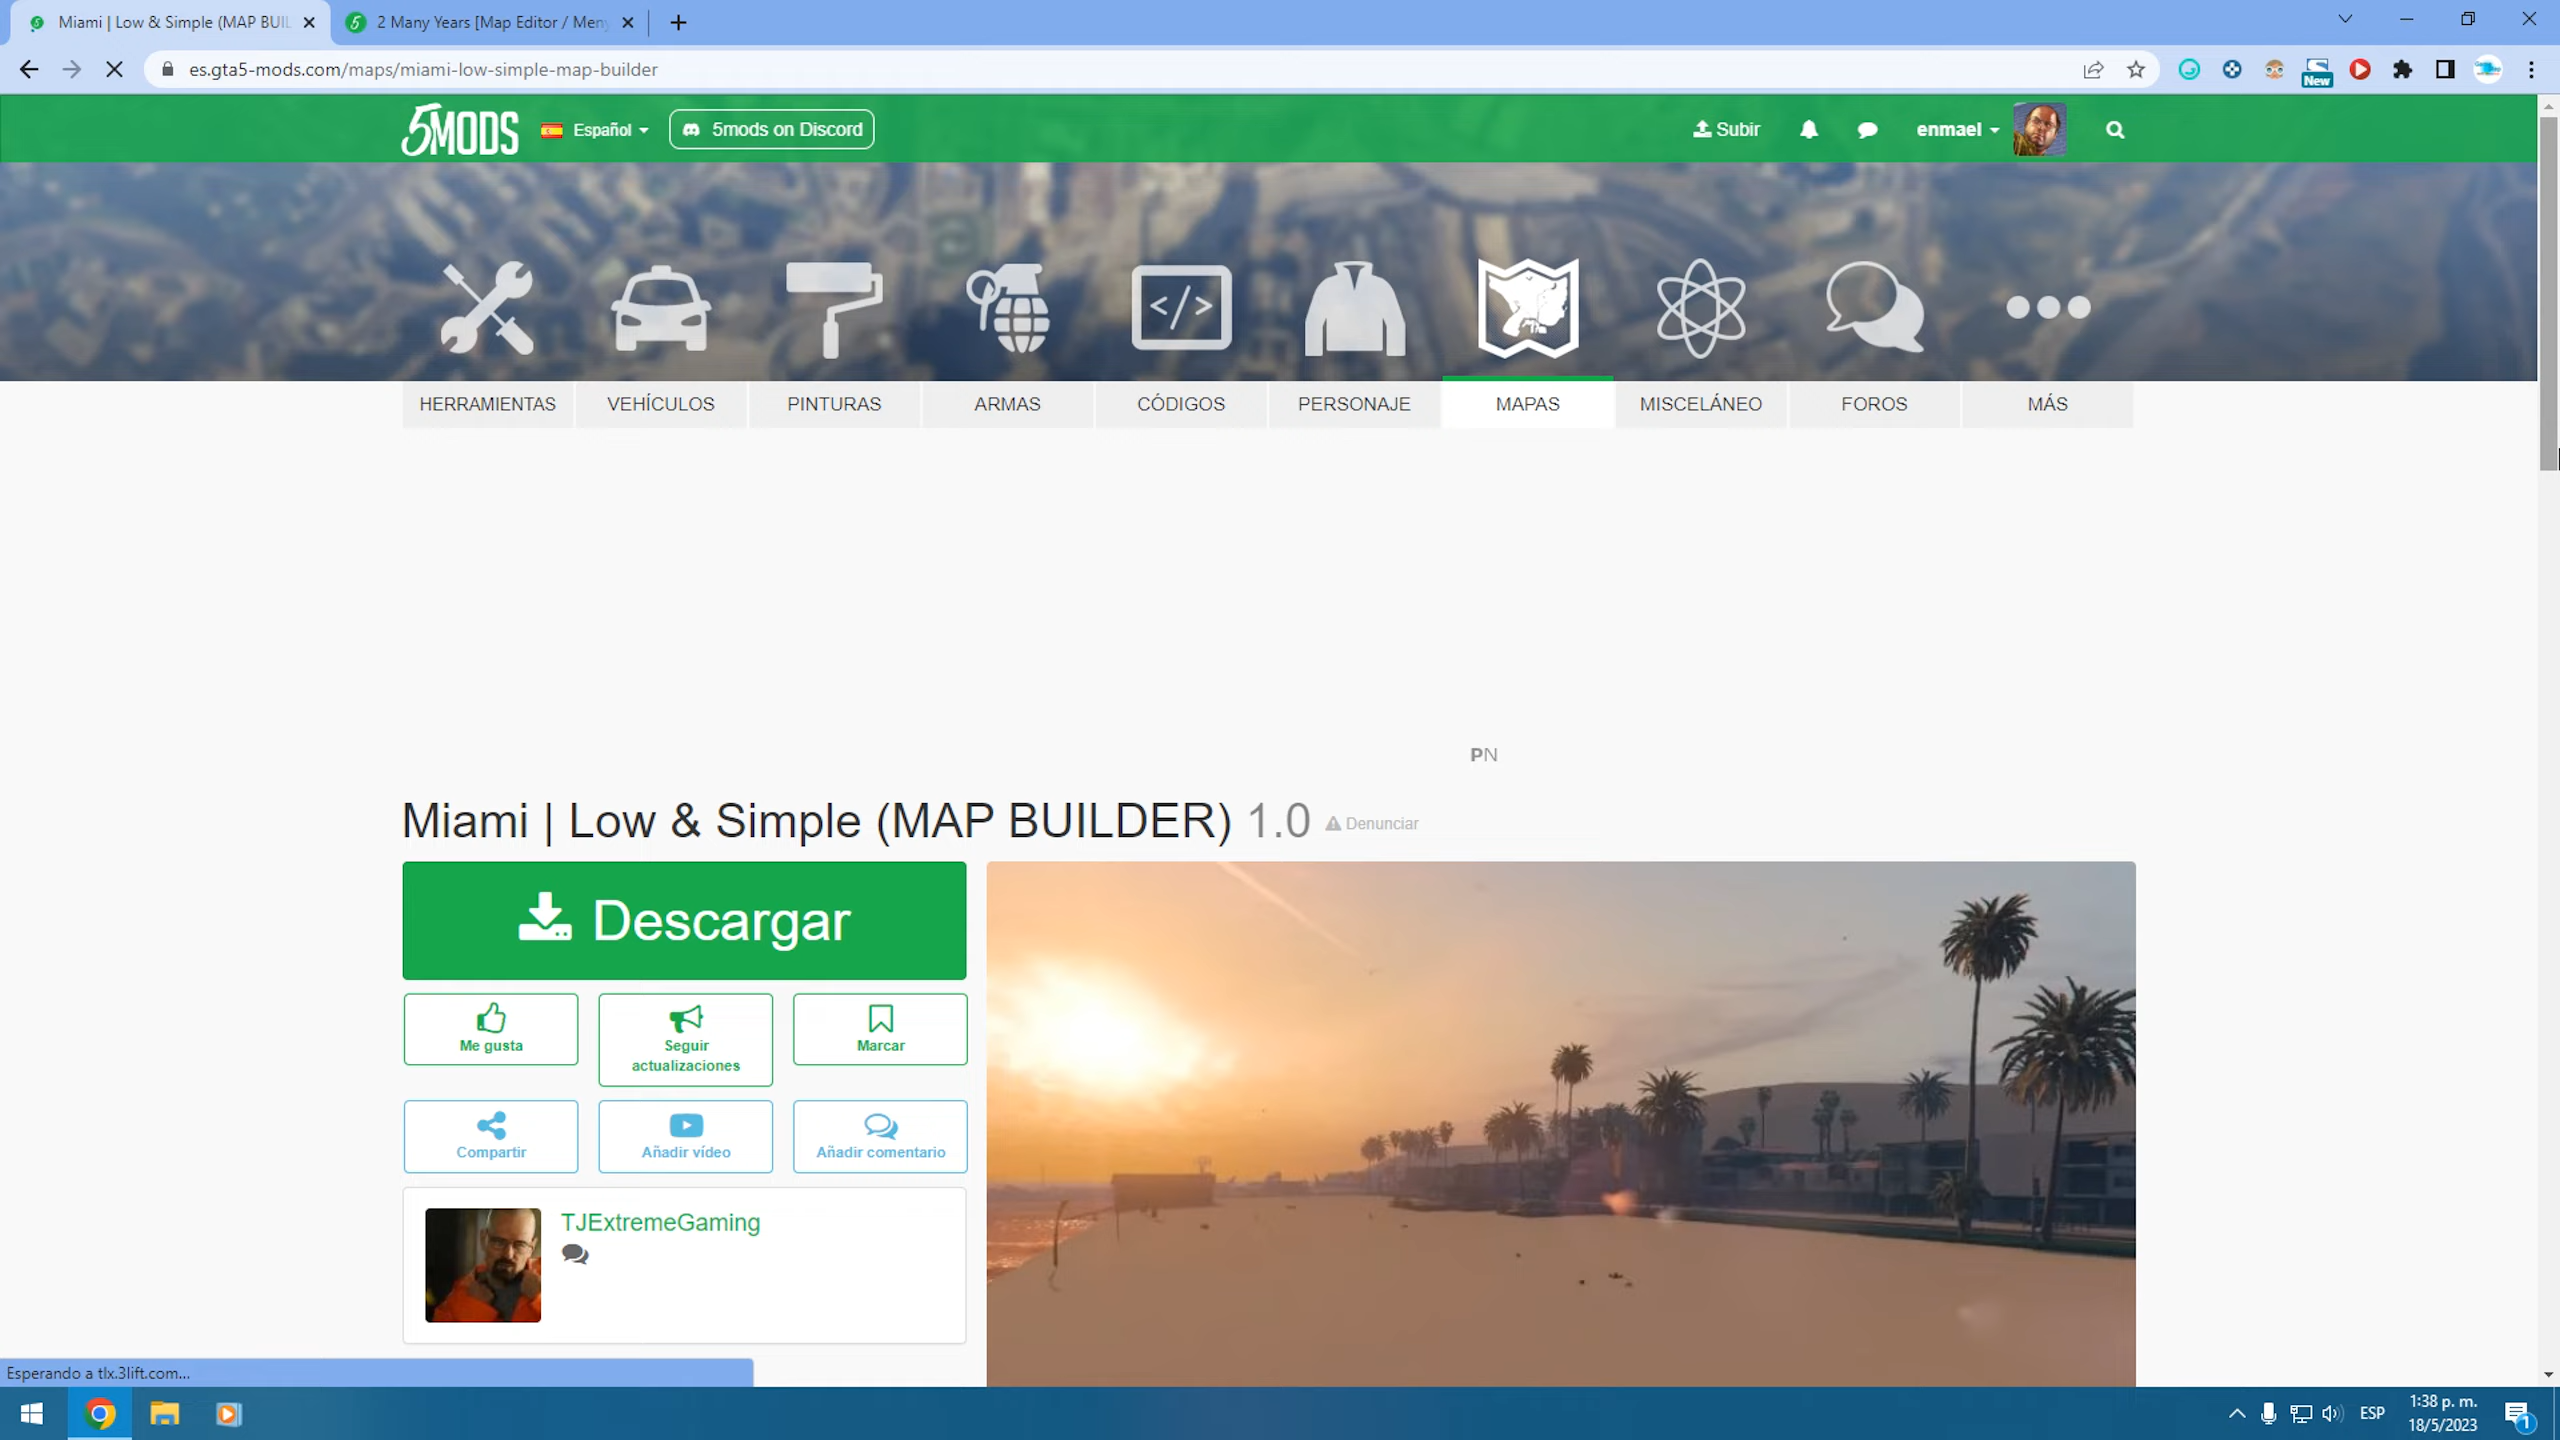 Miami | Low & Simple (MAP BUIL
2 Many Years [Map Editor / Meny
es.gta5-mods.com/maps/miami-low-simple-map-builder
New
5MODS
Español
5mods on Discord
Subir
enmael
HERRAMIENTAS
VEHÍCULOS
PINTURAS
ARMAS
CÓDIGOS
PERSONAJE
MAPAS
MISCELÁNEO
FOROS
MÁS
PN
Miami | Low & Simple (MAP BUILDER) 1.0 Denunciar
Descargar
Me gusta
Seguir
actualizaciones
Marcar
Compartir
Añadir vídeo
Añadir comentario
TJExtremeGaming
Esperando a tlx.3lift.com...
ESP
1:38 p. m.
18/5/2023
1